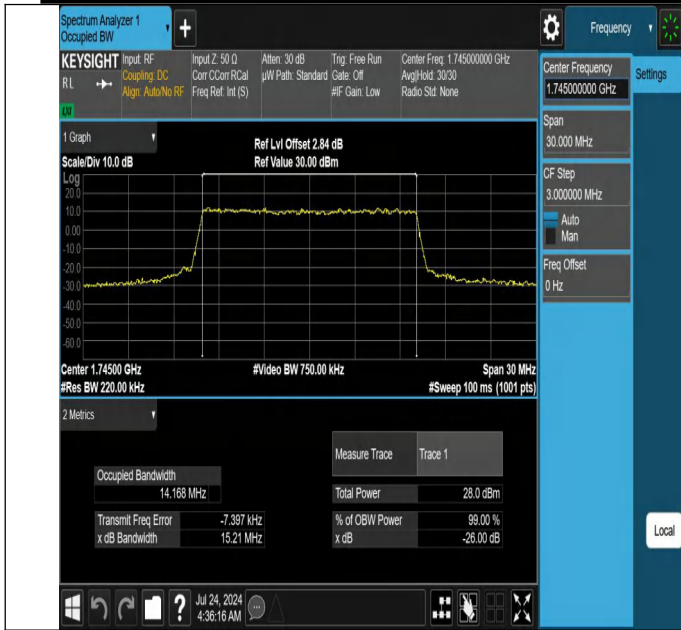 Spectrum Analyzer 1
Occupied BW
+
Frequency
KEYSIGHT
RL
LXI
Input: RF
Coupling: DC
Align: Auto/No RF
Input Z: 50 Ω
Corr CCorr RCal
Freq Ref: Int (S)
Atten: 30 dB
µW Path: Standard
Trig: Free Run
Gate: Off
#IF Gain: Low
Center Freq: 1.745000000 GHz
Avg|Hold: 30/30
Radio Std: None
Center Frequency
1.745000000 GHz
Settings
Span
30.000 MHz
CF Step
3.000000 MHz
Auto
Man
Freq Offset
0 Hz
Local
1 Graph
Scale/Div 10.0 dB
Ref Lvl Offset 2.84 dB
Ref Value 30.00 dBm
Log
20.0
10.0
0.00
-10.0
-20.0
-30.0
-40.0
-50.0
-60.0
Center 1.74500 GHz
#Video BW 750.00 kHz
Span 30 MHz
#Res BW 220.00 kHz
#Sweep 100 ms (1001 pts)
2 Metrics
Measure Trace
Trace 1
Occupied Bandwidth
14.168 MHz
Total Power
28.0 dBm
Transmit Freq Error
-7.397 kHz
% of OBW Power
99.00 %
x dB Bandwidth
15.21 MHz
x dB
-26.00 dB
?
Jul 24, 2024
4:36:16 AM